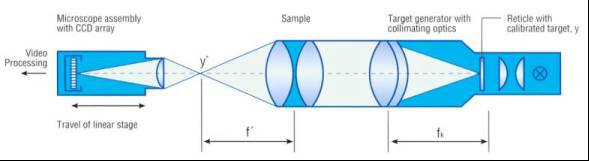 Microscope assembly
with CCD array
Sample
Target generator with
collimating optics
Reticle with
calibrated target, y
Video
Processing
y'
Travel of linear stage
f'
fk